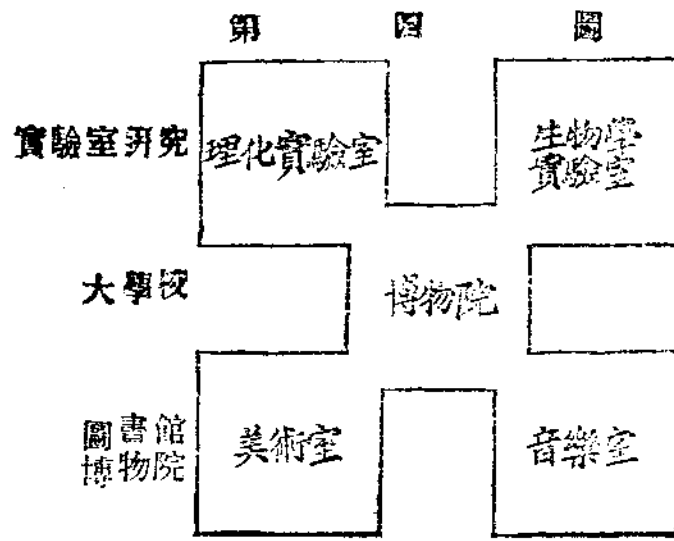 第四圖
實驗室研究
理化實驗室
生物學
實驗室
大學校
博物院
圖書館
博物院
美術室
音樂室